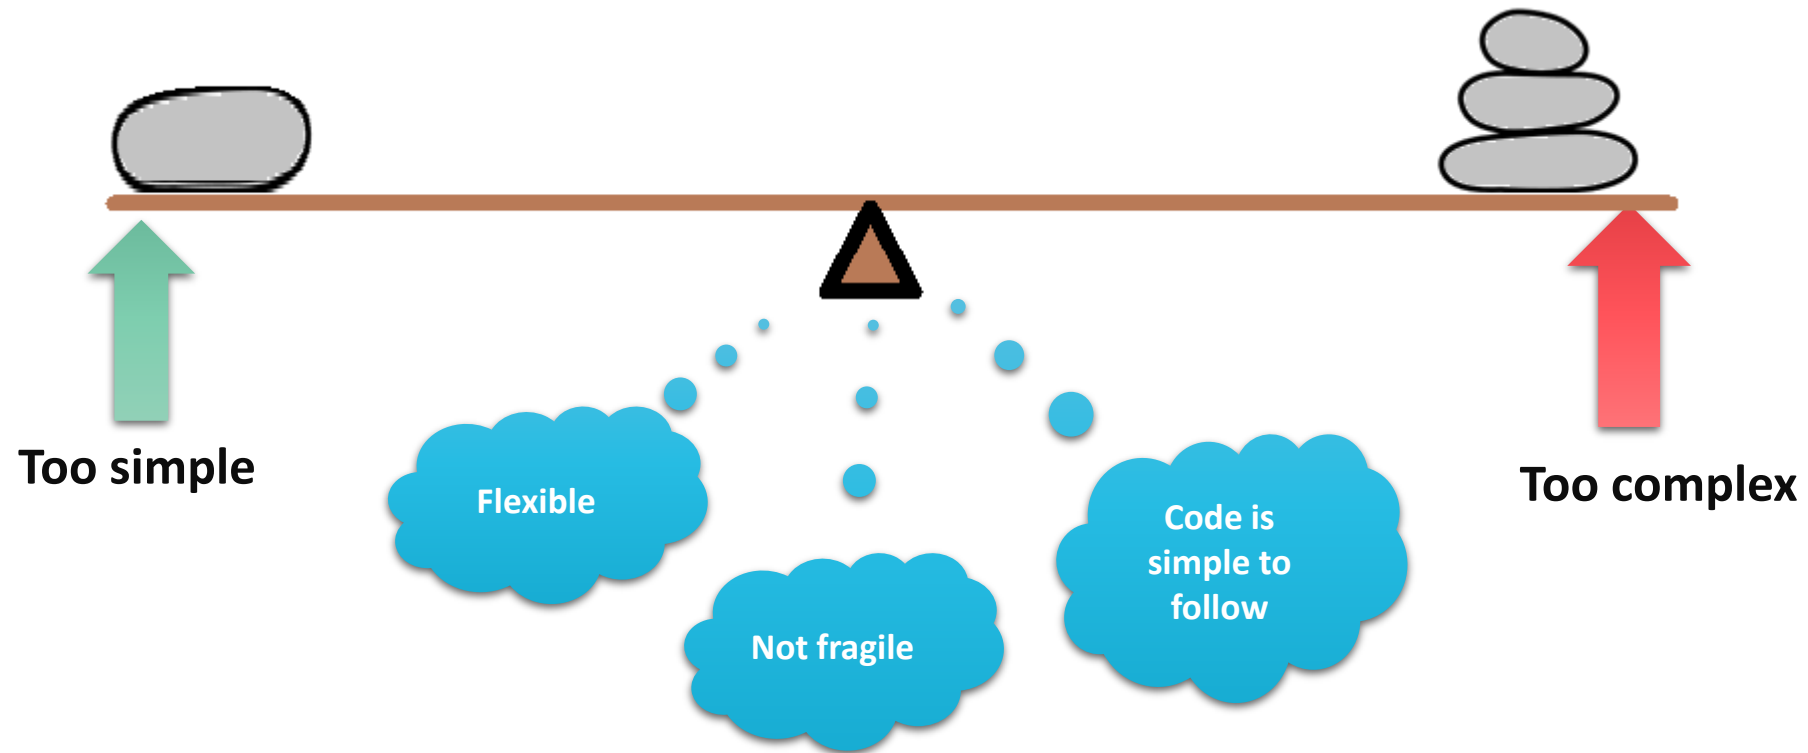 Too simple
Too complex
Flexible
Not fragile
Code is
simple to
follow